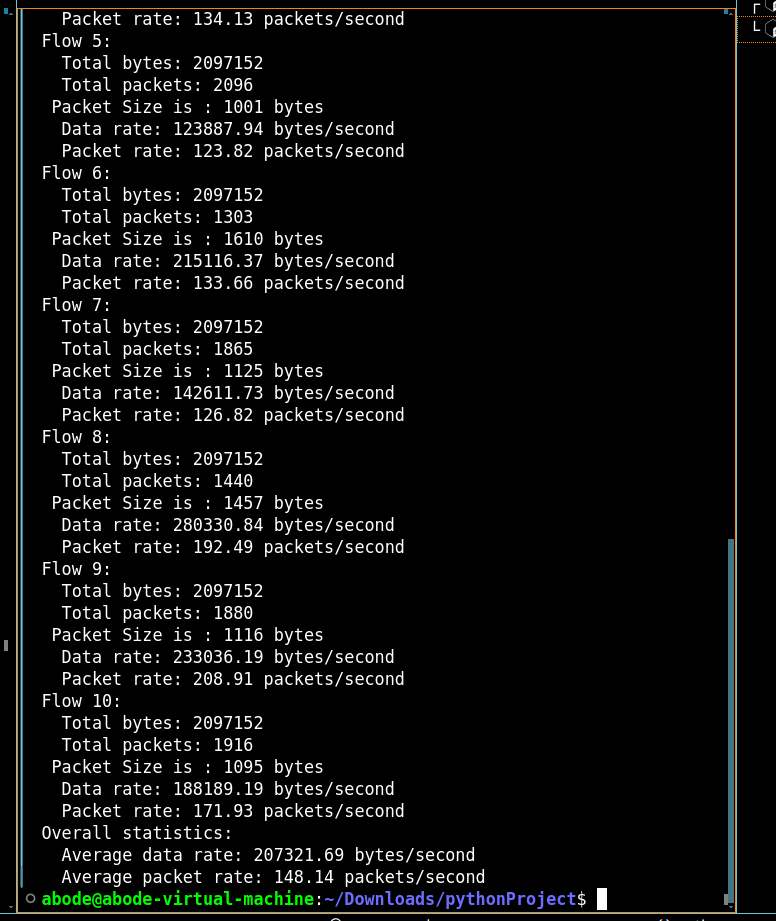 Packet rate: 134.13 packets/second
Flow 5:
Total bytes: 2097152
Total packets: 2096
Packet Size is : 1001 bytes
Data rate: 123887.94 bytes/second
Packet rate: 123.82 packets/second
Flow 6:
Total bytes: 2097152
Total packets: 1303
Packet Size is : 1610 bytes
Data rate: 215116.37 bytes/second
Packet rate: 133.66 packets/second
Flow 7:
Total bytes: 2097152
Total packets: 1865
Packet Size is : 1125 bytes
Data rate: 142611.73 bytes/second
Packet rate: 126.82 packets/second
Flow 8:
Total bytes: 2097152
Total packets: 1440
Packet Size is : 1457 bytes
Data rate: 280330.84 bytes/second
Packet rate: 192.49 packets/second
Flow 9:
Total bytes: 2097152
Total packets: 1880
Packet Size is : 1116 bytes
Data rate: 233036.19 bytes/second
Packet rate: 208.91 packets/second
Flow 10:
Total bytes: 2097152
Total packets: 1916
Packet Size is : 1095 bytes
Data rate: 188189.19 bytes/second
Packet rate: 171.93 packets/second
Overall statistics:
Average data rate: 207321.69 bytes/second
Average packet rate: 148.14 packets/second
abode@abode-virtual-machine:~/Downloads/pythonProject$